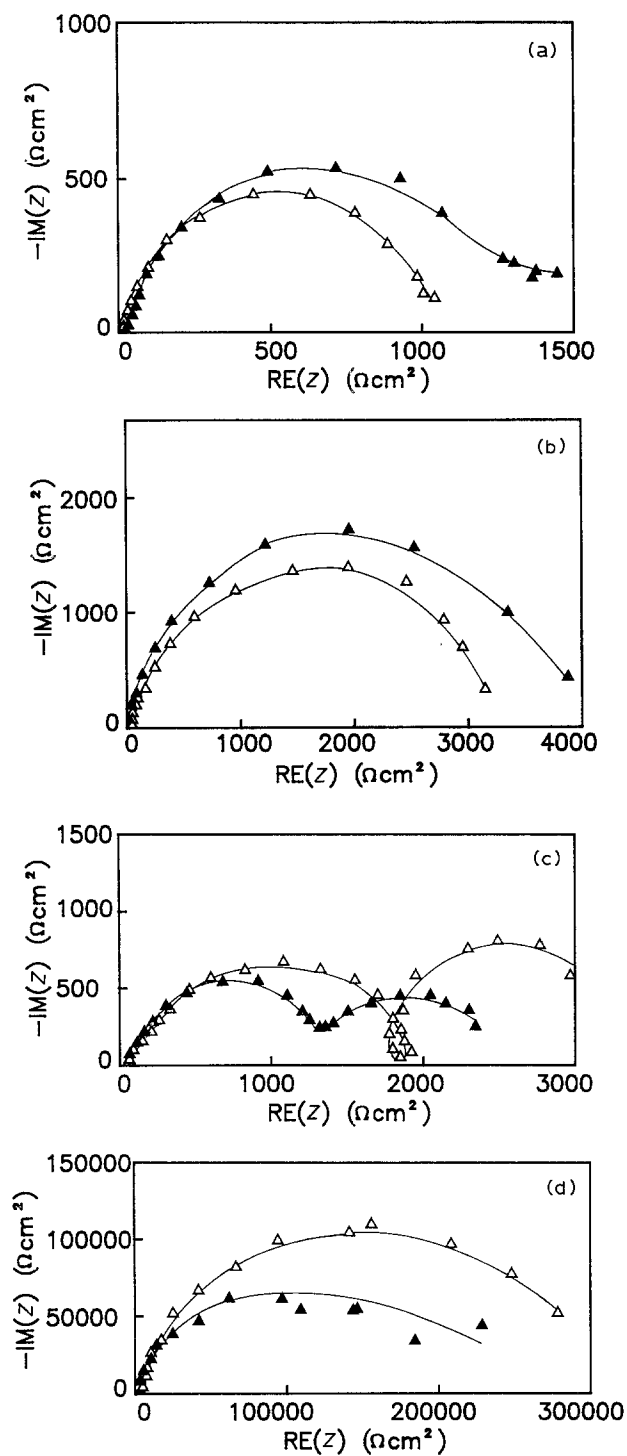 (a)
1000
500
0
−IM(Z) (Ωcm²)
0 500 1000 1500
RE(Z) (Ωcm²)
(b)
2000
1000
0
−IM(Z) (Ωcm²)
0 1000 2000 3000 4000
RE(Z) (Ωcm²)
(c)
1500
1000
500
0
−IM(Z) (Ωcm²)
0 1000 2000 3000
RE(Z) (Ωcm²)
(d)
150000
100000
50000
0
−IM(Z) (Ωcm²)
0 100000 200000 300000
RE(Z) (Ωcm²)